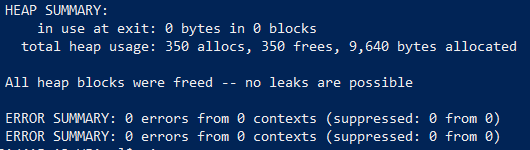 HEAP SUMMARY:
in use at exit: 0 bytes in 0 blocks
total heap usage: 350 allocs, 350 frees, 9,640 bytes allocated
All heap blocks were freed -- no leaks are possible
ERROR SUMMARY: 0 errors from 0 contexts (suppressed: 0 from 0)
ERROR SUMMARY: 0 errors from 0 contexts (suppressed: 0 from 0)